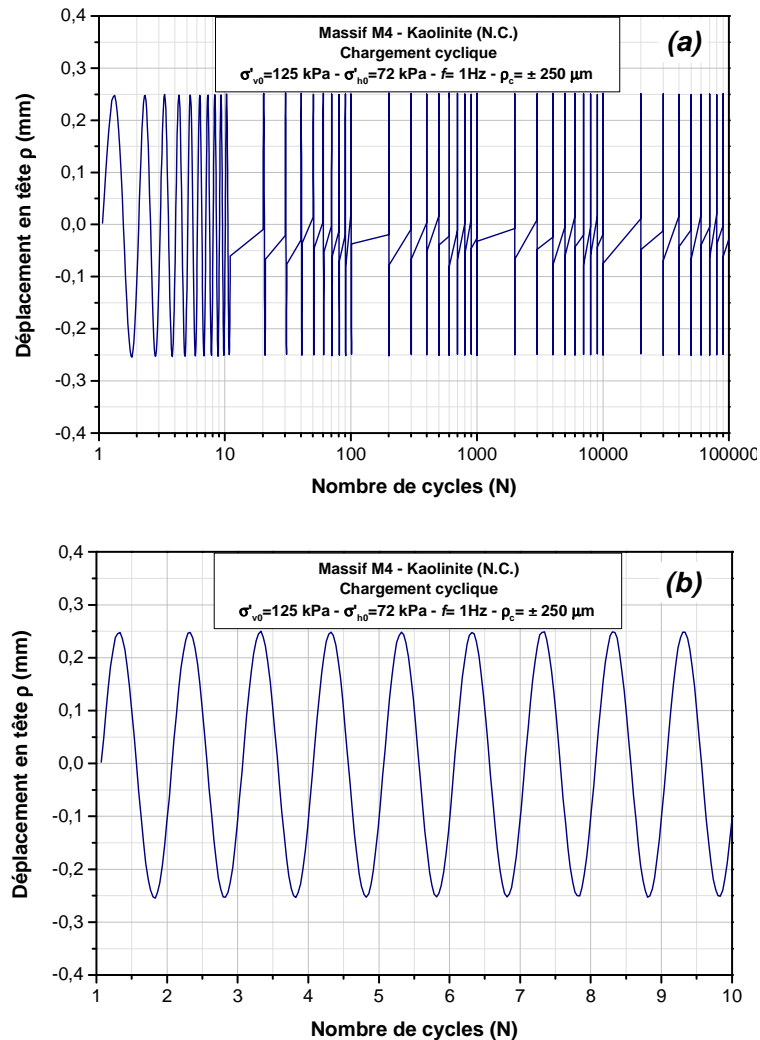 Massif M4 - Kaolinite (N.C.)
Chargement cyclique
σ'v0=125 kPa - σ'h0=72 kPa - f= 1Hz - ρc= ± 250 µm
(a)
Déplacement en tête ρ (mm)
0,4
0,3
0,2
0,1
0,0
-0,1
-0,2
-0,3
-0,4
1 10 100 1000 10000 100000
Nombre de cycles (N)
Massif M4 - Kaolinite (N.C.)
Chargement cyclique
σ'v0=125 kPa - σ'h0=72 kPa - f= 1Hz - ρc= ± 250 µm
(b)
Déplacement en tête ρ (mm)
0,4
0,3
0,2
0,1
0,0
-0,1
-0,2
-0,3
-0,4
1 2 3 4 5 6 7 8 9 10
Nombre de cycles (N)